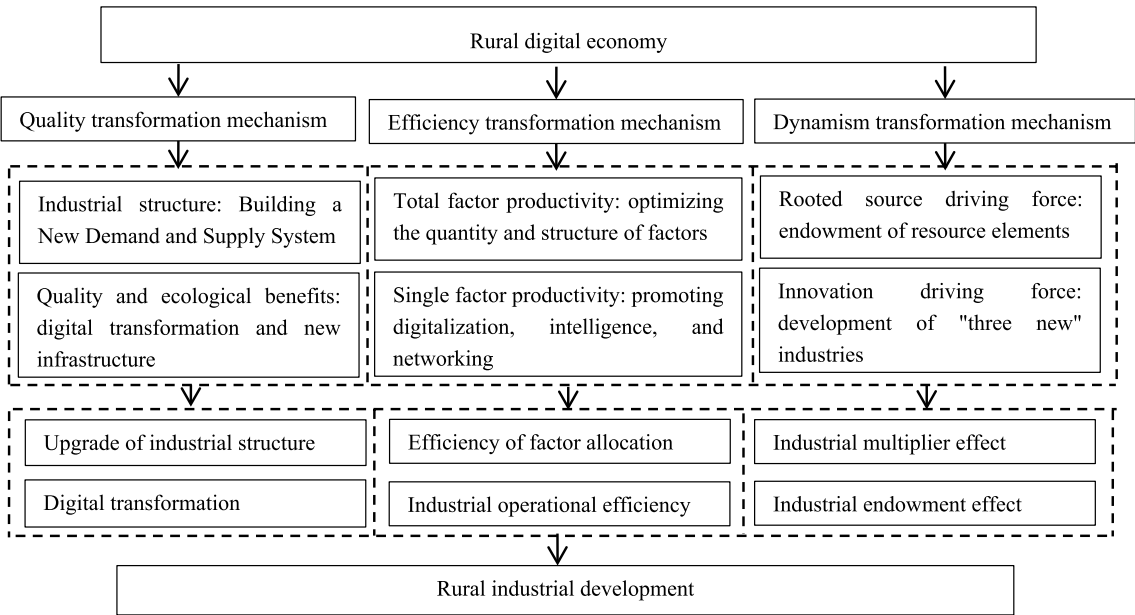 Rural digital economy
Quality transformation mechanism
Efficiency transformation mechanism
Dynamism transformation mechanism
Industrial structure: Building a
New Demand and Supply System
Quality and ecological benefits:
digital transformation and new
infrastructure
Total factor productivity: optimizing
the quantity and structure of factors
Single factor productivity: promoting
digitalization, intelligence, and
networking
Rooted source driving force:
endowment of resource elements
Innovation driving force:
development of "three new"
industries
Upgrade of industrial structure
Digital transformation
Efficiency of factor allocation
Industrial operational efficiency
Industrial multiplier effect
Industrial endowment effect
Rural industrial development